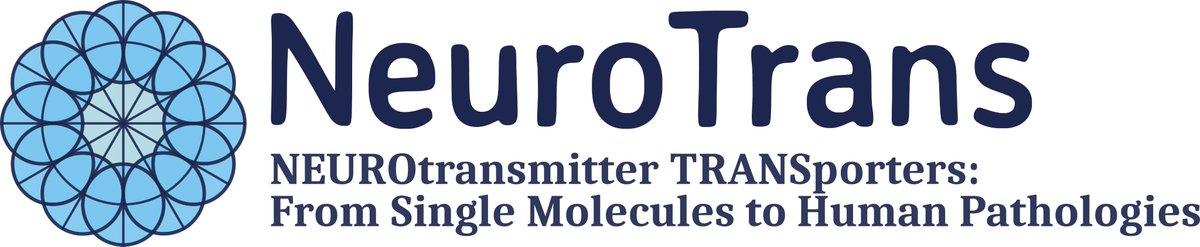 NeuroTrans
NEUROtransmitter TRANSporters:
From Single Molecules to Human Pathologies